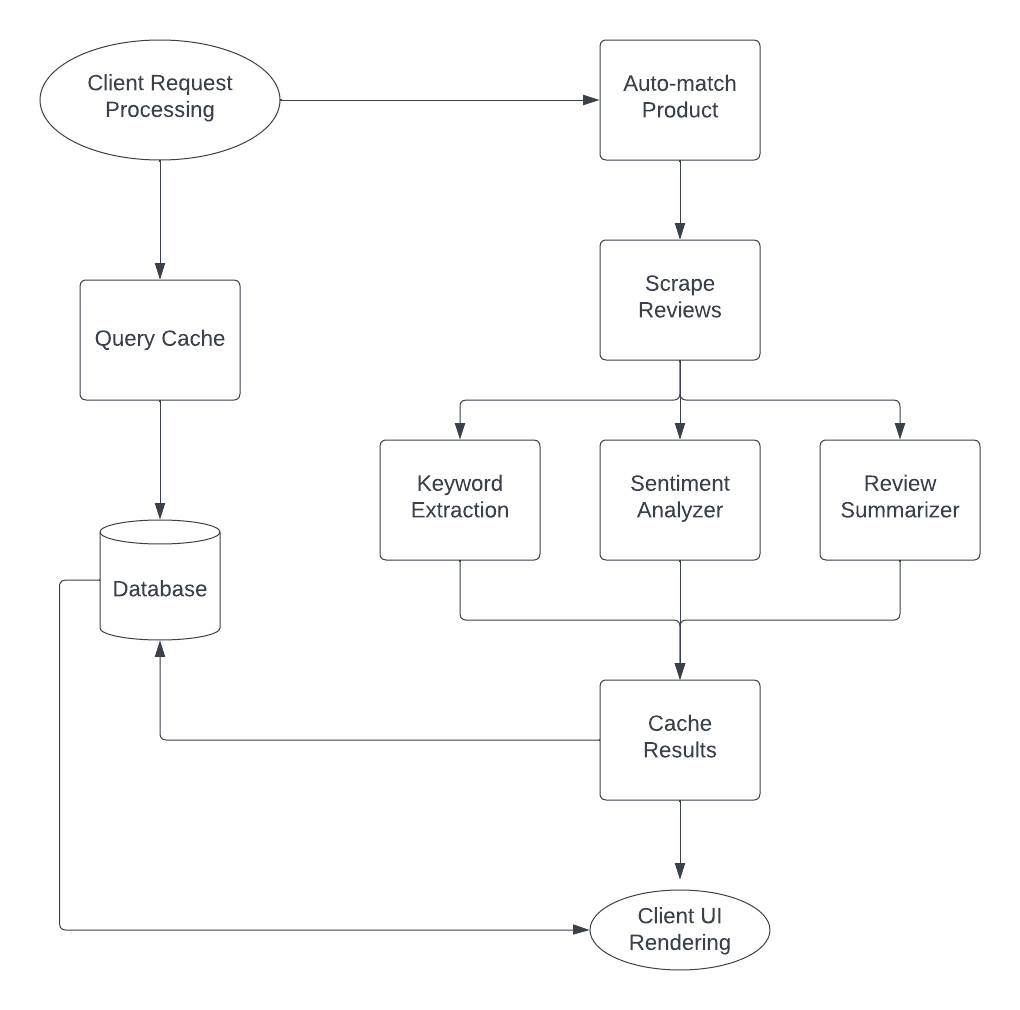 Client Request
Processing
Auto-match
Product
Scrape
Reviews
Query Cache
Keyword
Extraction
Sentiment
Analyzer
Review
Summarizer
Database
Cache
Results
Client UI
Rendering